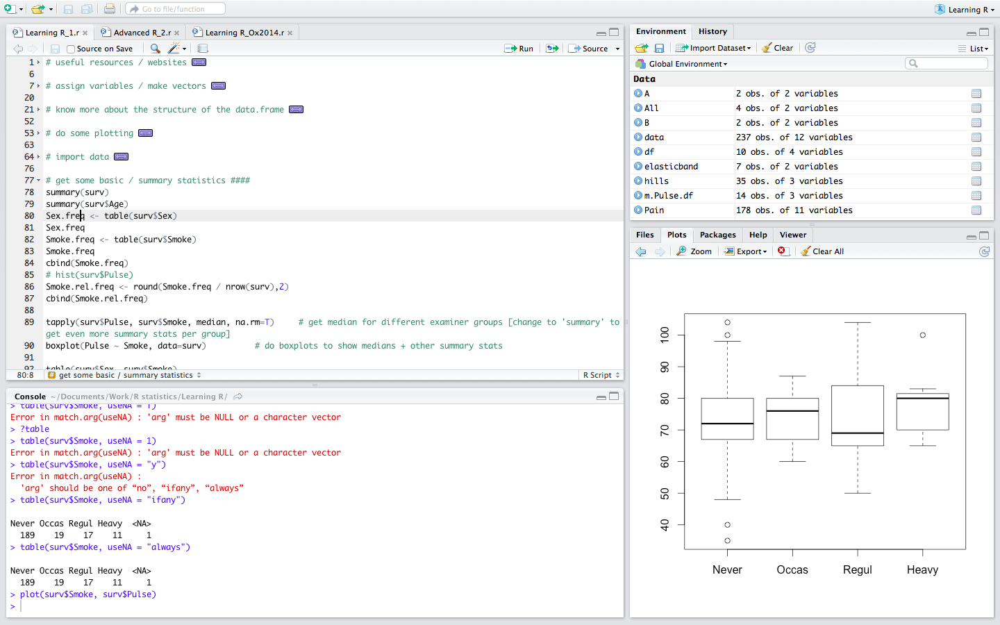 Go to file/function
Learning R
Learning R_1.r
Advanced R_2.r
Learning R_Ox2014.r
Source on Save
Run
Source
1 # useful resources / websites
6
7 # assign variables / make vectors
20
21 # know more about the structure of the data.frame
52
53 # do some plotting
63
64 # import data
76
77 # get some basic / summary statistics ####
78 summary(surv)
79 summary(surv$Age)
80 Sex.freq <- table(surv$Sex)
81 Sex.freq
82 Smoke.freq <- table(surv$Smoke)
83 Smoke.freq
84 cbind(Smoke.freq)
85 # hist(surv$Pulse)
86 Smoke.rel.freq <- round(Smoke.freq / nrow(surv),2)
87 cbind(Smoke.rel.freq)
88
89 tapply(surv$Pulse, surv$Smoke, median, na.rm=T) # get median for different examiner groups [change to 'summary' to
get even more summary stats per group]
90 boxplot(Pulse ~ Smoke, data=surv) # do boxplots to show medians + other summary stats
91
92 table(surv$Sex, surv$Smoke)
80:8 get some basic / summary statistics R Script
Console ~/Documents/Work/R statistics/Learning R/
> table(surv$Smoke, useNA = T)
Error in match.arg(useNA) : 'arg' must be NULL or a character vector
> ?table
> table(surv$Smoke, useNA = 1)
Error in match.arg(useNA) : 'arg' must be NULL or a character vector
> table(surv$Smoke, useNA = "y")
Error in match.arg(useNA) :
'arg' should be one of “no”, “ifany”, “always”
> table(surv$Smoke, useNA = "ifany")
Never Occas Regul Heavy <NA>
189 19 17 11 1
> table(surv$Smoke, useNA = "always")
Never Occas Regul Heavy <NA>
189 19 17 11 1
> plot(surv$Smoke, surv$Pulse)
>
Environment History
Import Dataset Clear List
Global Environment
Data
A 2 obs. of 2 variables
All 4 obs. of 2 variables
B 2 obs. of 2 variables
data 237 obs. of 12 variables
df 10 obs. of 4 variables
elasticband 7 obs. of 2 variables
hills 35 obs. of 3 variables
m.Pulse.df 14 obs. of 3 variables
Pain 178 obs. of 11 variables
Files Plots Packages Help Viewer
Zoom Export Clear All
100
90
80
70
60
50
40
Never Occas Regul Heavy